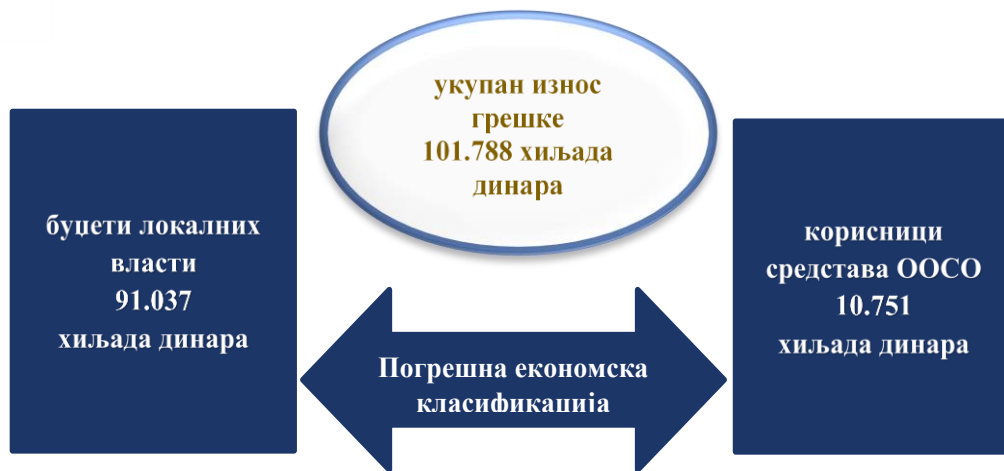 укупан износ
грешке
101.788 хиљада
динара
буџети локалних
власти
91.037
хиљада динара
корисници
средстава ООСО
10.751
хиљада динара
Погрешна економска
класификација